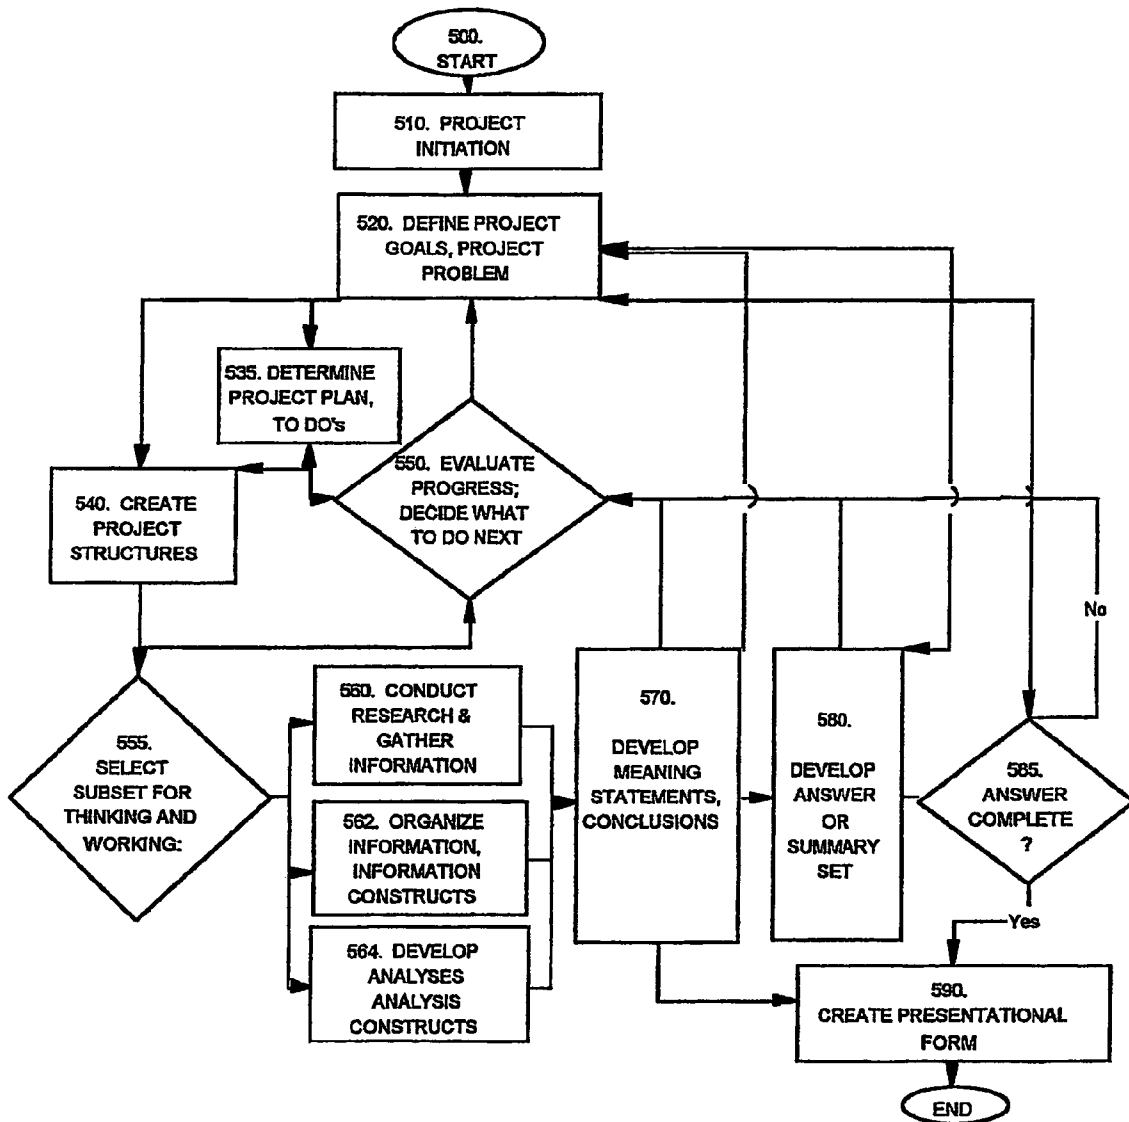 500.
START
510. PROJECT
INITIATION
520. DEFINE PROJECT
GOALS, PROJECT
PROBLEM
535. DETERMINE
PROJECT PLAN,
TO DO's
550. EVALUATE
PROGRESS;
DECIDE WHAT
TO DO NEXT
540. CREATE
PROJECT
STRUCTURES
No
555.
SELECT
SUBSET FOR
THINKING AND
WORKING:
560. CONDUCT
RESEARCH &
GATHER
INFORMATION
562. ORGANIZE
INFORMATION,
INFORMATION
CONSTRUCTS
564. DEVELOP
ANALYSES
ANALYSIS
CONSTRUCTS
570.
DEVELOP
MEANING
STATEMENTS,
CONCLUSIONS
580.
DEVELOP
ANSWER
OR
SUMMARY
SET
585.
ANSWER
COMPLETE
?
Yes
590.
CREATE PRESENTATIONAL
FORM
END